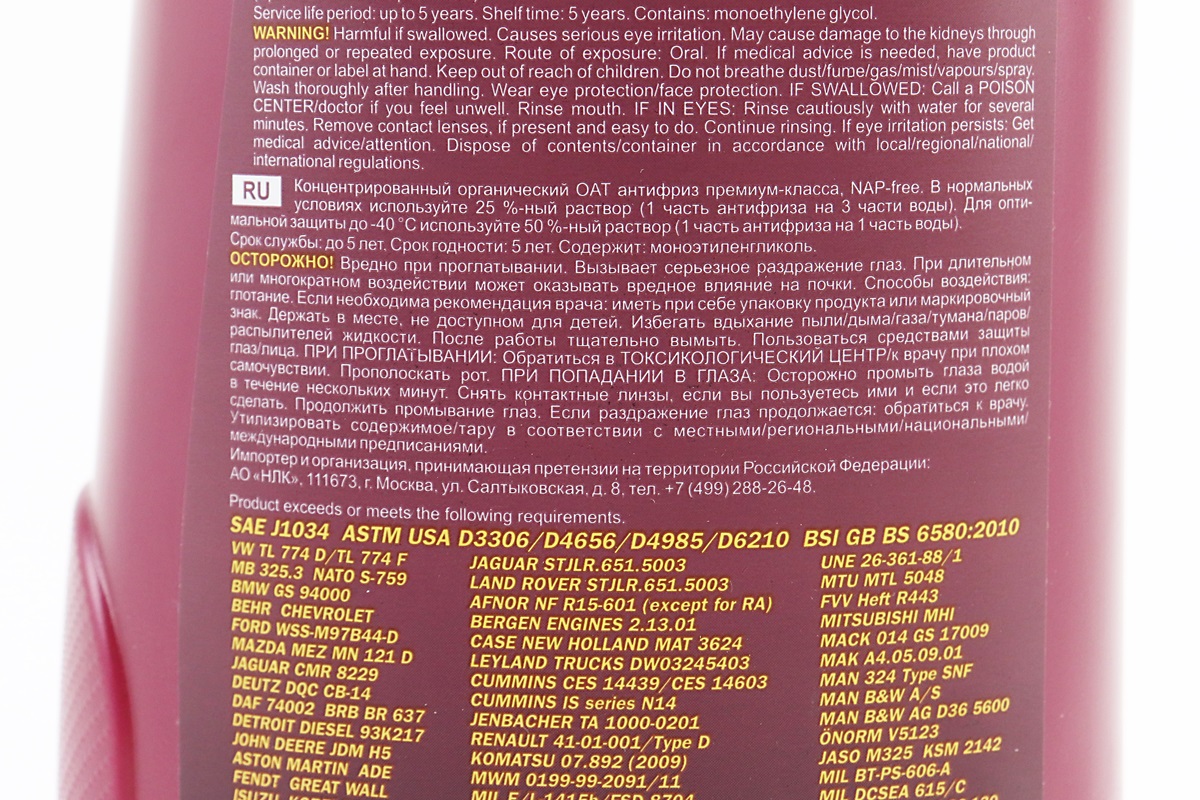 Service life period: up to 5 years. Shelf time: 5 years. Contains: monoethylene glycol.
WARNING! Harmful if swallowed. Causes serious eye irritation. May cause damage to the kidneys through
prolonged or repeated exposure. Route of exposure: Oral. If medical advice is needed, have product
container or label at hand. Keep out of reach of children. Do not breathe dust/fume/gas/mist/vapours/spray.
Wash thoroughly after handling. Wear eye protection/face protection. IF SWALLOWED: Call a POISON
CENTER/doctor if you feel unwell. Rinse mouth. IF IN EYES: Rinse cautiously with water for several
minutes. Remove contact lenses, if present and easy to do. Continue rinsing. If eye irritation persists: Get
medical advice/attention. Dispose of contents/container in accordance with local/regional/national/
international regulations.
RU Концентрированный органический ОАТ антифриз премиум-класса, NAP-free. В нормальных
условиях используйте 25 %-ный раствор (1 часть антифриза на 3 части воды). Для опти-
мальной защиты до -40 °C используйте 50 %-ный раствор (1 часть антифриза на 1 часть воды).
Срок службы: до 5 лет. Срок годности: 5 лет. Содержит: моноэтиленгликоль.
ОСТОРОЖНО! Вредно при проглатывании. Вызывает серьезное раздражение глаз. При длительном
или многократном воздействии может оказывать вредное влияние на почки. Способы воздействия:
глотание. Если необходима рекомендация врача: иметь при себе упаковку продукта или маркировочный
знак. Держать в месте, не доступном для детей. Избегать вдыхание пыли/дыма/газа/тумана/паров/
распылителей жидкости. После работы тщательно вымыть. Пользоваться средствами защиты
глаз/лица. ПРИ ПРОГЛАТЫВАНИИ: Обратиться в ТОКСИКОЛОГИЧЕСКИЙ ЦЕНТР/к врачу при плохом
самочувствии. Прополоскать рот. ПРИ ПОПАДАНИИ В ГЛАЗА: Осторожно промыть глаза водой
в течение нескольких минут. Снять контактные линзы, если вы пользуетесь ими и если это легко
сделать. Продолжить промывание глаз. Если раздражение глаз продолжается: обратиться к врачу.
Утилизировать содержимое/тару в соответствии с местными/региональными/национальными/
международными предписаниями.
Импортер и организация, принимающая претензии на территории Российской Федерации:
АО «НЛК», 111673, г. Москва, ул. Салтыковская, д. 8, тел. +7 (499) 288-26-48.
Product exceeds or meets the following requirements.
SAE J1034 ASTM USA D3306/D4656/D4985/D6210 BSI GB BS 6580:2010
VW TL 774 D/TL 774 F
MB 325.3 NATO S-759
BMW GS 94000
BEHR CHEVROLET
FORD WSS-M97B44-D
MAZDA MEZ MN 121 D
JAGUAR CMR 8229
DEUTZ DQC CB-14
DAF 74002 BRB BR 637
DETROIT DIESEL 93K217
JOHN DEERE JDM H5
ASTON MARTIN ADE
FENDT GREAT WALL
JAGUAR STJLR.651.5003
LAND ROVER STJLR.651.5003
AFNOR NF R15-601 (except for RA)
BERGEN ENGINES 2.13.01
CASE NEW HOLLAND MAT 3624
LEYLAND TRUCKS DW03245403
CUMMINS CES 14439/CES 14603
CUMMINS IS series N14
JENBACHER TA 1000-0201
RENAULT 41-01-001/Type D
KOMATSU 07.892 (2009)
MWM 0199-99-2091/11
UNE 26-361-88/1
MTU MTL 5048
FVV Heft R443
MITSUBISHI MHI
MACK 014 GS 17009
MAK A4.05.09.01
MAN 324 Type SNF
MAN B&W A/S
MAN B&W AG D36 5600
ÖNORM V5123
JASO M325 KSM 2142
MIL BT-PS-606-A
MIL DCSEA 615/C